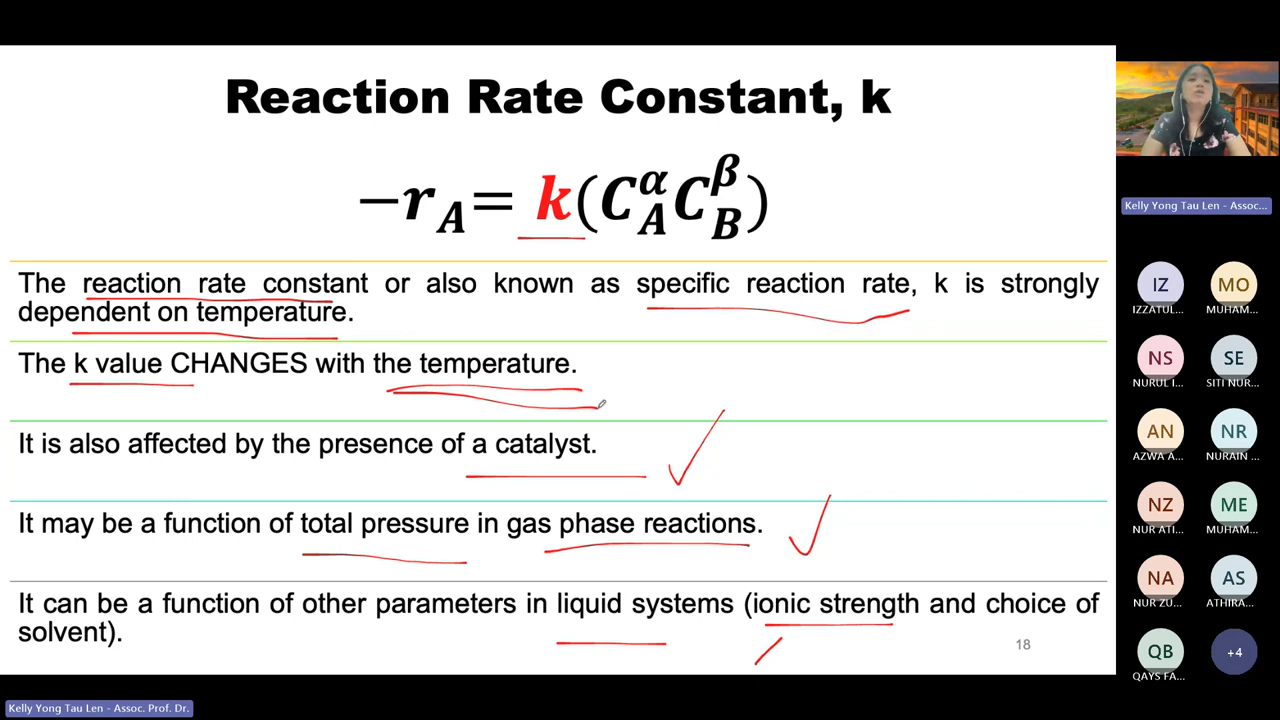 Reaction Rate Constant, k
−r_A = k(C_A^α C_B^β)
The reaction rate constant or also known as specific reaction rate, k is strongly
dependent on temperature.
The k value CHANGES with the temperature.
It is also affected by the presence of a catalyst.
It may be a function of total pressure in gas phase reactions.
It can be a function of other parameters in liquid systems (ionic strength and choice of
solvent).
18
Kelly Yong Tau Len - Assoc. Prof. Dr.
Kelly Yong Tau Len - Assoc...
IZ MO
IZZATUL... MUHAM...
NS SE
NURUL I... SITI NUR...
AN NR
AZWA A... NURAIN ...
NZ ME
NUR ATI... MUHAM...
NA AS
NUR ZU... ATHIRA...
QB +4
QAYS FA...